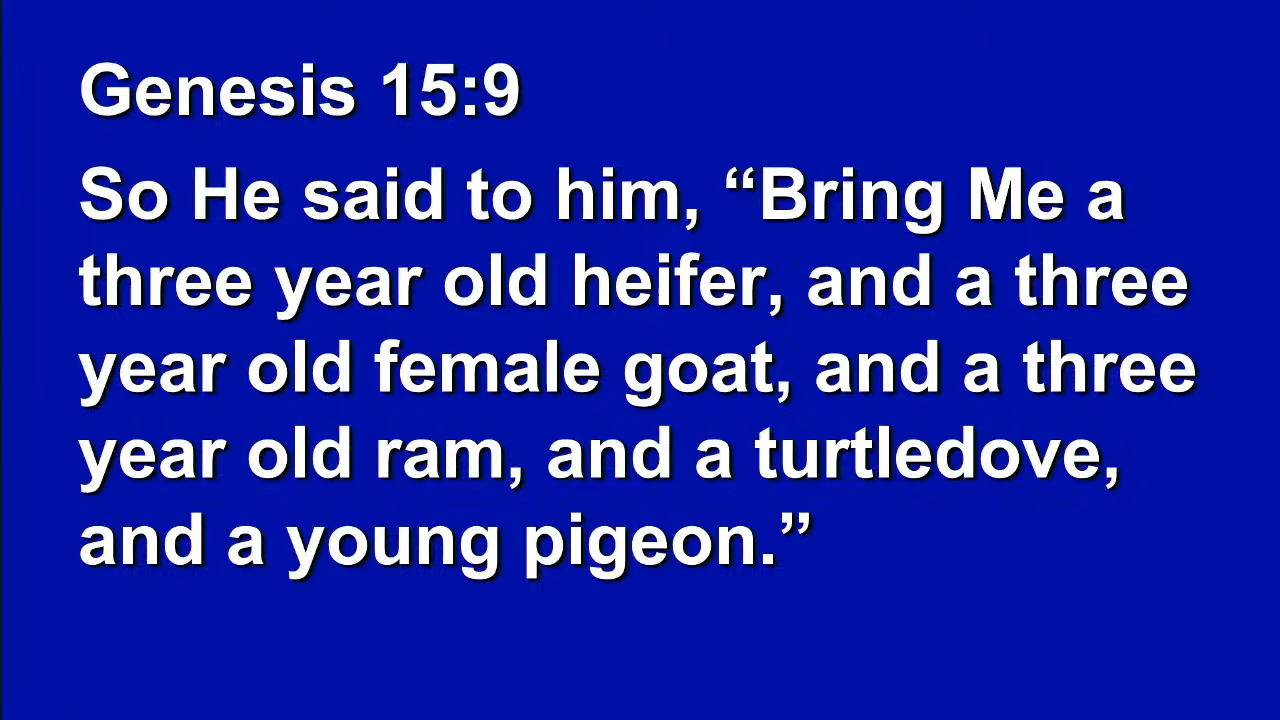 Genesis 15:9
So He said to him, “Bring Me a
three year old heifer, and a three
year old female goat, and a three
year old ram, and a turtledove,
and a young pigeon.”